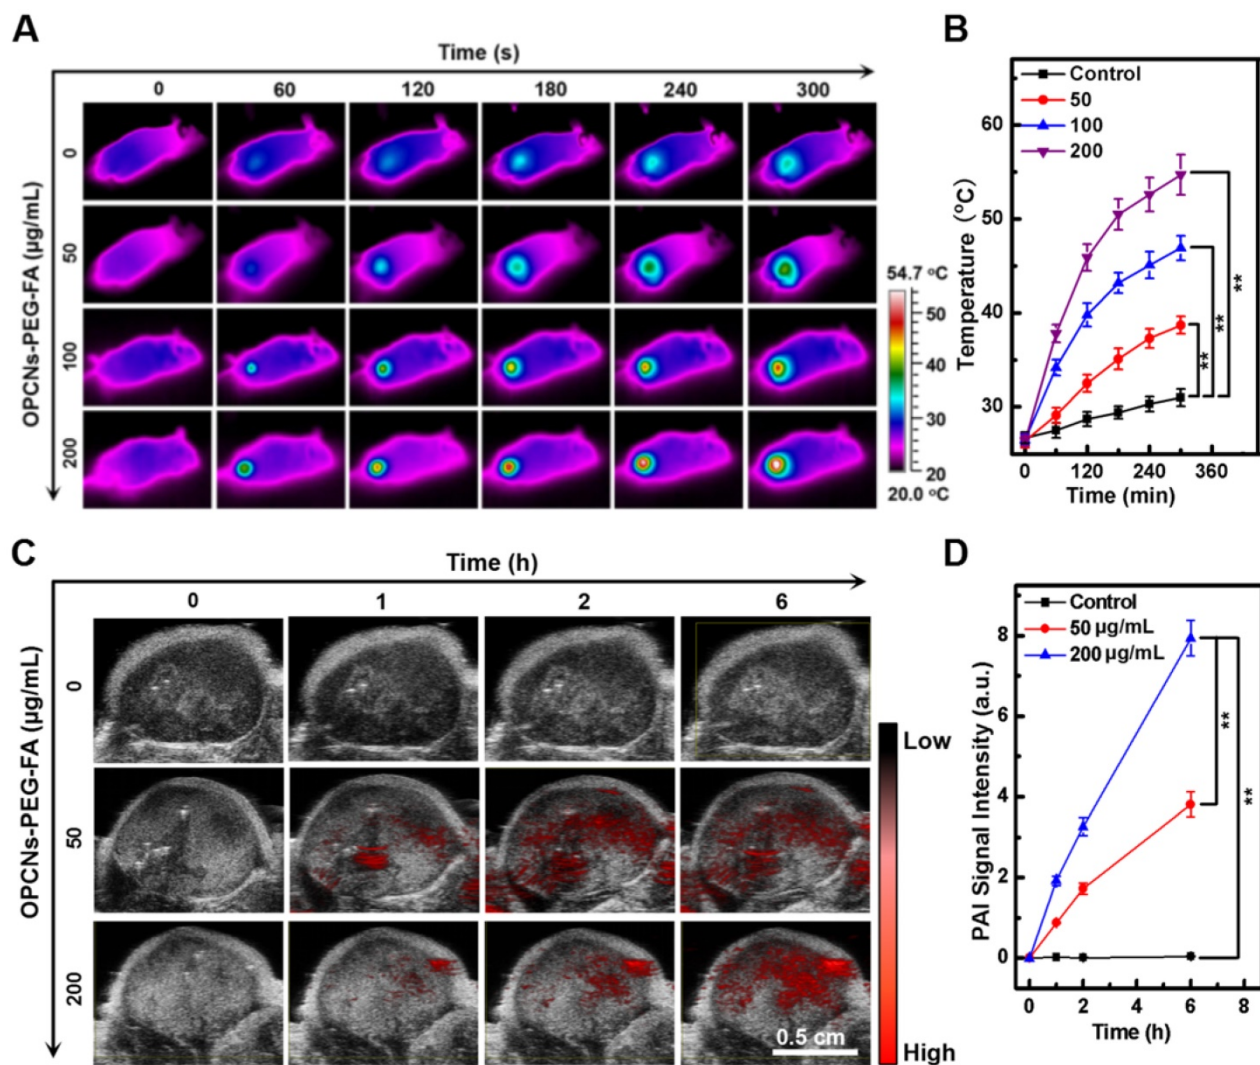 A
Time (s)
0 60 120 180 240 300
OPCNs-PEG-FA (µg/mL)
0
50
100
200
54.7 °C
50
40
30
20
20.0 °C
B
Control
50
100
200
Temperature (°C)
60
50
40
30
**
**
**
0 120 240 360
Time (min)
C
Time (h)
0 1 2 6
OPCNs-PEG-FA (µg/mL)
0
50
200
0.5 cm
Low
High
D
Control
50 µg/mL
200 µg/mL
PAI Signal Intensity (a.u.)
8
6
4
2
0
**
**
0 2 4 6 8
Time (h)